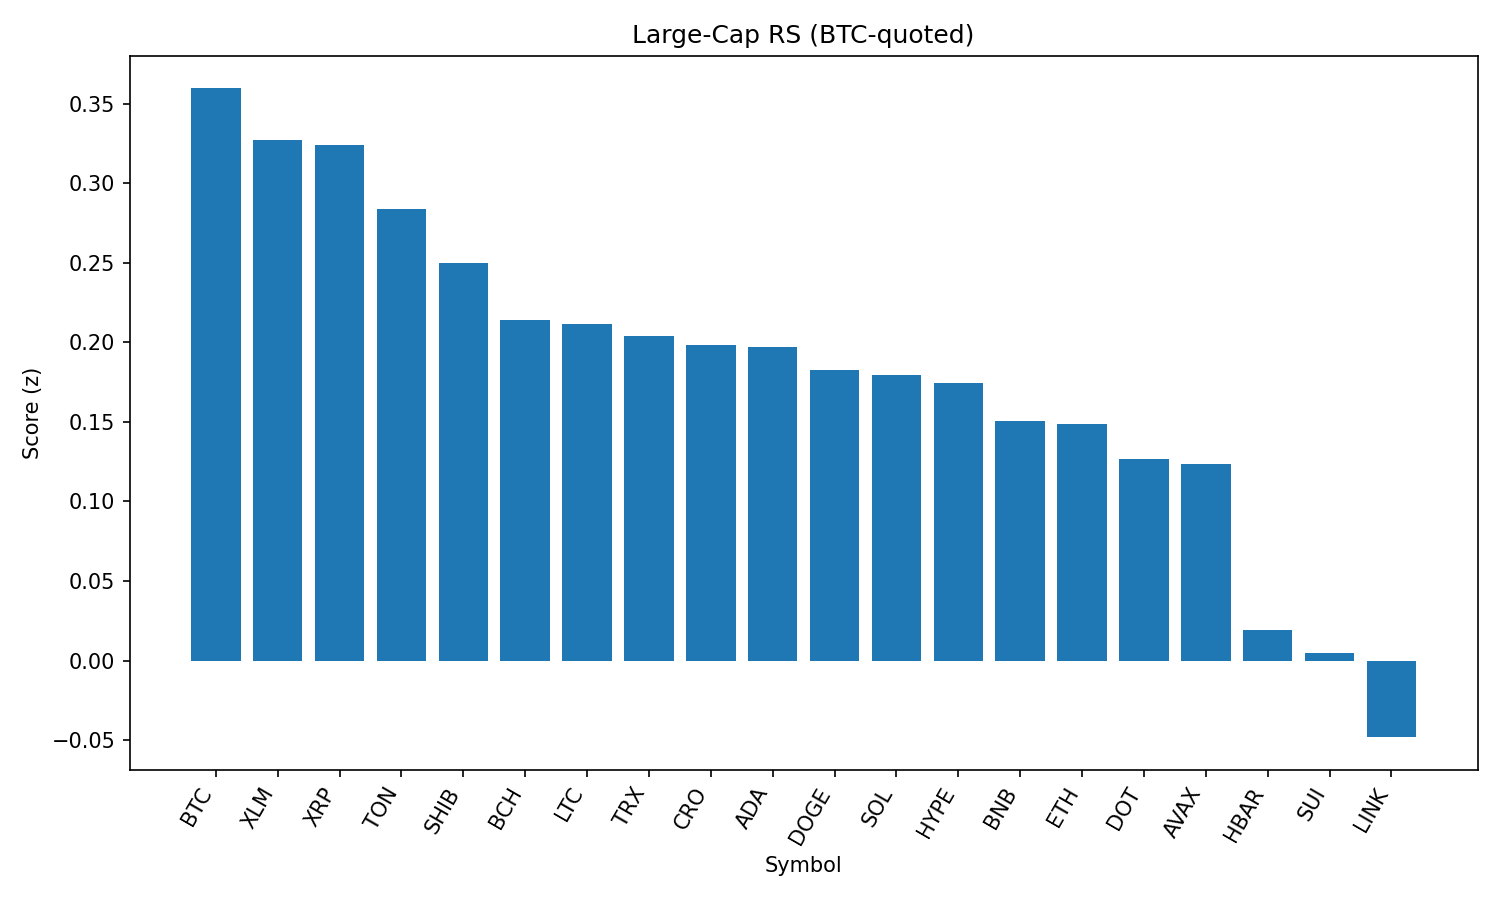 Large-Cap RS (BTC-quoted)
0.35
0.30
0.25
0.20
0.15
0.10
0.05
0.00
−0.05
Score (z)
BTC
XLM
XRP
TON
SHIB
BCH
LTC
TRX
CRO
ADA
DOGE
SOL
HYPE
BNB
ETH
DOT
AVAX
HBAR
SUI
LINK
Symbol